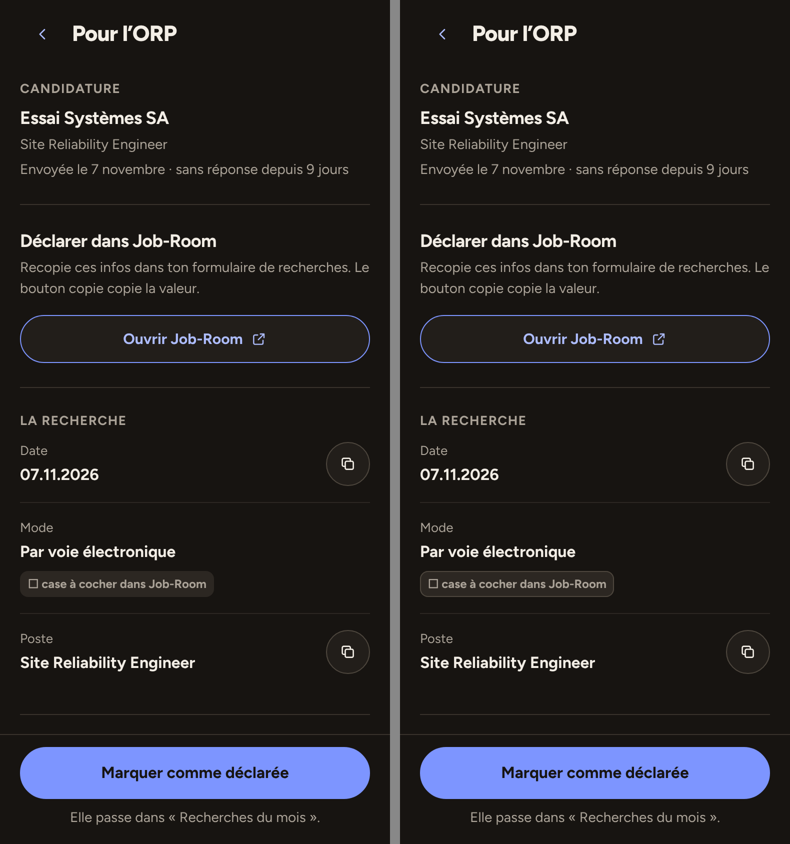 Pour l’ORP
CANDIDATURE
Essai Systèmes SA
Site Reliability Engineer
Envoyée le 7 novembre · sans réponse depuis 9 jours
Déclarer dans Job-Room
Recopie ces infos dans ton formulaire de recherches. Le
bouton copie copie la valeur.
Ouvrir Job-Room
LA RECHERCHE
Date
07.11.2026
Mode
Par voie électronique
☐ case à cocher dans Job-Room
Poste
Site Reliability Engineer
Marquer comme déclarée
Elle passe dans « Recherches du mois ».
Pour l’ORP
CANDIDATURE
Essai Systèmes SA
Site Reliability Engineer
Envoyée le 7 novembre · sans réponse depuis 9 jours
Déclarer dans Job-Room
Recopie ces infos dans ton formulaire de recherches. Le
bouton copie copie la valeur.
Ouvrir Job-Room
LA RECHERCHE
Date
07.11.2026
Mode
Par voie électronique
☐ case à cocher dans Job-Room
Poste
Site Reliability Engineer
Marquer comme déclarée
Elle passe dans « Recherches du mois ».